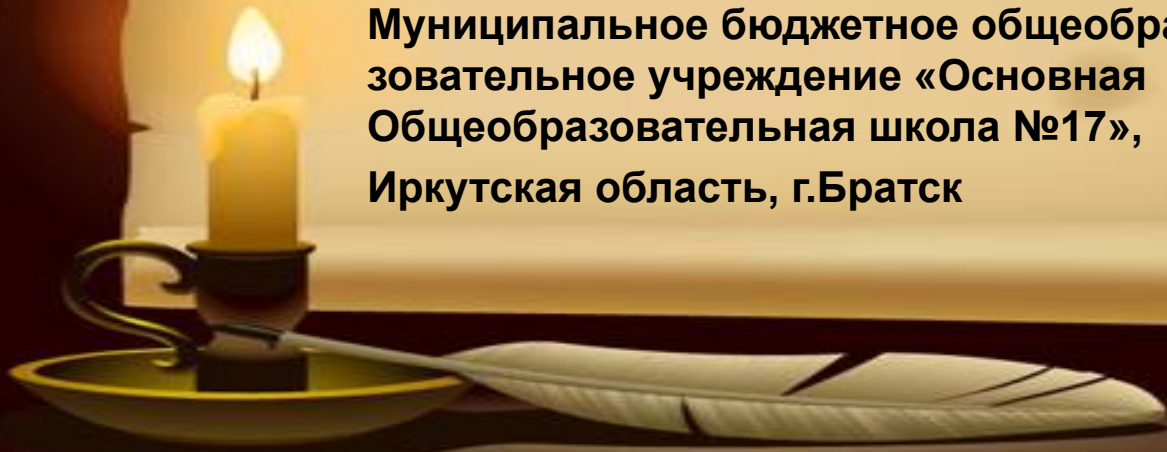 Муниципальное бюджетное общеобра
зовательное учреждение «Основная
Общеобразовательная школа №17»,
Иркутская область, г.Братск